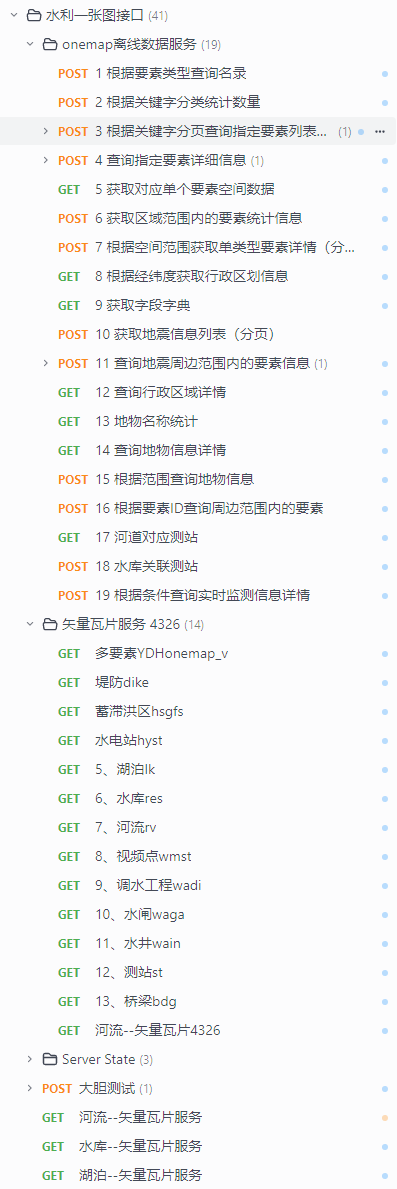 水利一张图接口 (41)
onemap离线数据服务 (19)
POST 1 根据要素类型查询名录
POST 2 根据关键字分类统计数量
POST 3 根据关键字分页查询指定要素列表... (1)
POST 4 查询指定要素详细信息 (1)
GET 5 获取对应单个要素空间数据
POST 6 获取区域范围内的要素统计信息
POST 7 根据空间范围获取单类型要素详情（分...
GET 8 根据经纬度获取行政区划信息
GET 9 获取字段字典
POST 10 获取地震信息列表（分页）
POST 11 查询地震周边范围内的要素信息 (1)
GET 12 查询行政区域详情
GET 13 地物名称统计
GET 14 查询地物信息详情
POST 15 根据范围查询地物信息
POST 16 根据要素ID查询周边范围内的要素
GET 17 河道对应测站
POST 18 水库关联测站
POST 19 根据条件查询实时监测信息详情
矢量瓦片服务 4326 (14)
GET 多要素YDHonemap_v
GET 堤防dike
GET 蓄滞洪区hsgfs
GET 水电站hyst
GET 5、湖泊lk
GET 6、水库res
GET 7、河流rv
GET 8、视频点wmst
GET 9、调水工程wadi
GET 10、水闸waga
GET 11、水井wain
GET 12、测站st
GET 13、桥梁bdg
GET 河流--矢量瓦片4326
Server State (3)
POST 大胆测试 (1)
GET 河流--矢量瓦片服务
GET 水库--矢量瓦片服务
GET 湖泊--矢量瓦片服务